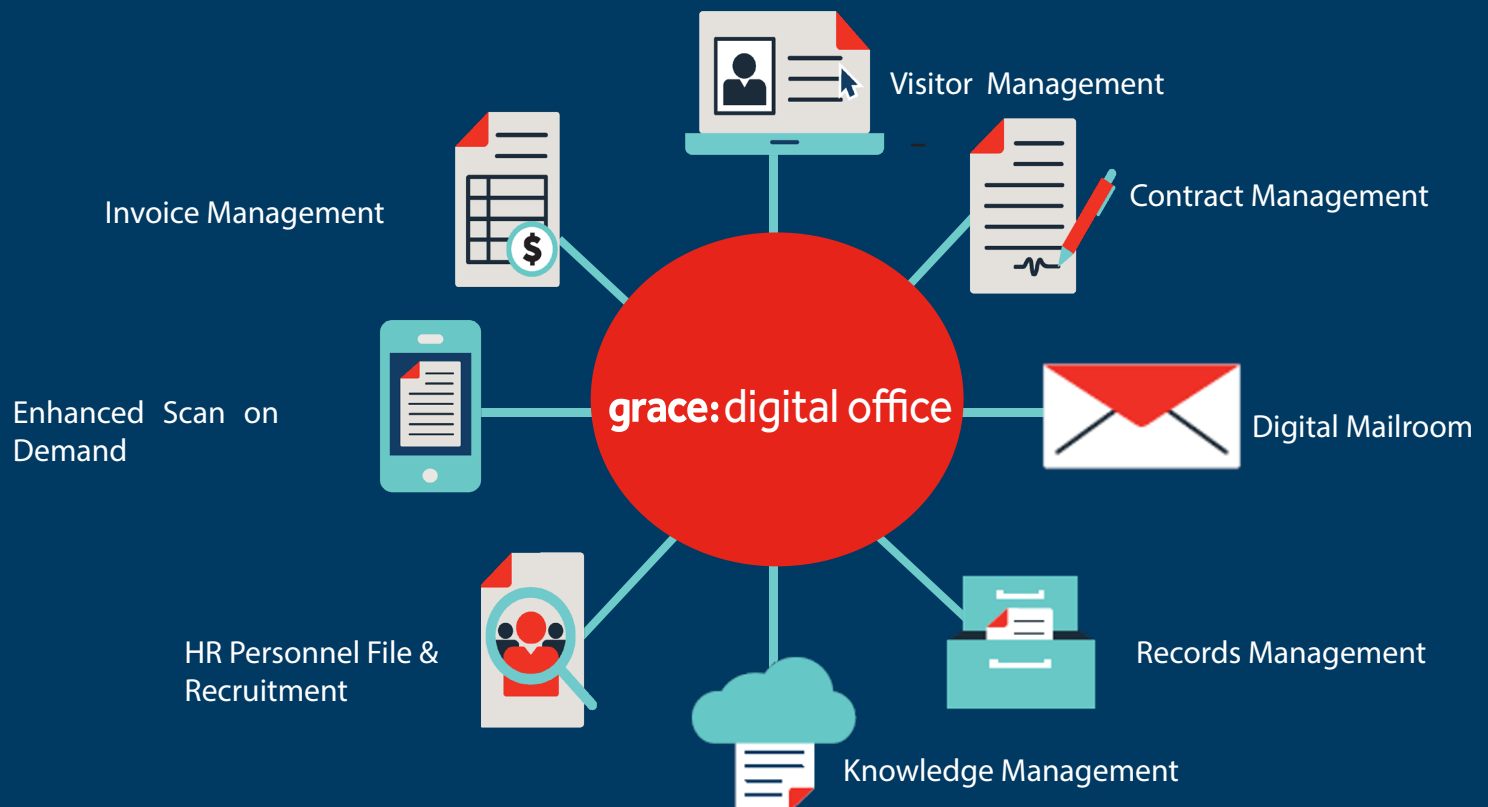 Visitor Management
Invoice Management
$
Contract Management
Enhanced Scan on
Demand
grace: digital office
Digital Mailroom
HR Personnel File &
Recruitment
Records Management
Knowledge Management